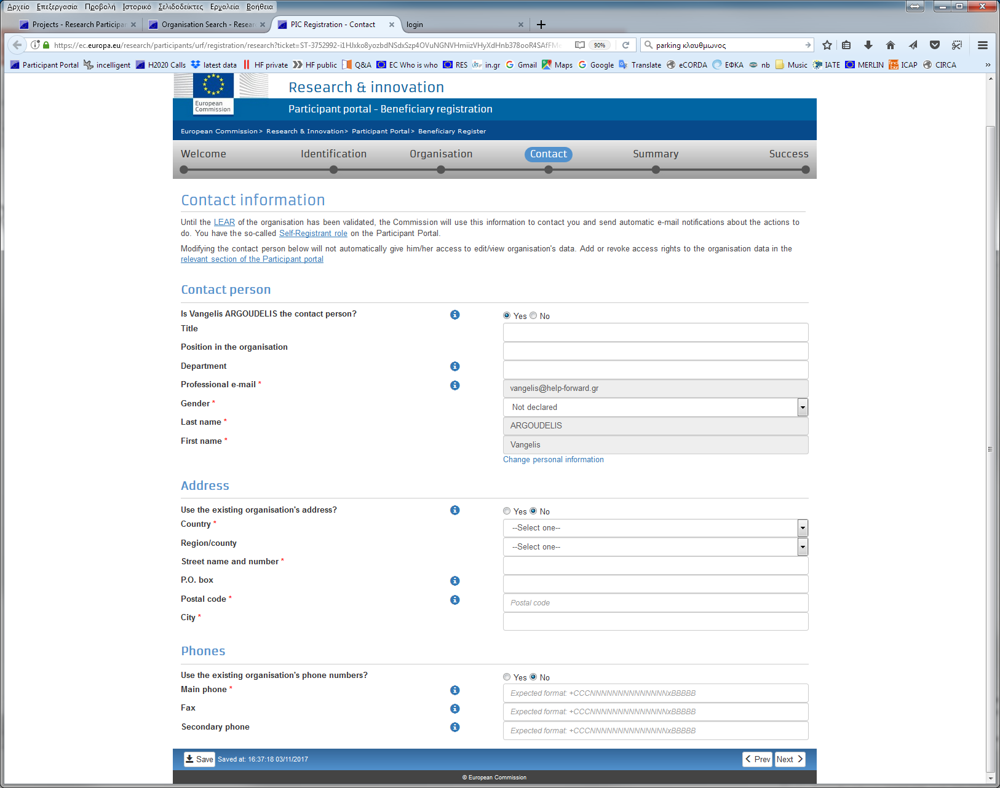 Αρχείο Επεξεργασία Προβολή Ιστορικό Σελιδοδείκτες Εργαλεία Βοήθεια
Projects - Research Participan
Organisation Search - Resear
PIC Registration - Contact
login
https://ec.europa.eu/research/participants/urf/registration/research?ticket=ST-3752992-
90%
parking κλαυθμωνος
Participant Portal incelligent H2020 Calls latest data HF private HF public Q&A EC Who is who RES in.gr Gmail Maps Google Translate eCORDA ΕΦΚΑ nb Music IATE MERLIN ICAP CIRCA »
European
Commission
Research & innovation
Participant portal - Beneficiary registration
European Commission> Research & Innovation> Participant Portal> Beneficiary Register
Welcome Identification Organisation Contact Summary Success
Contact information
Until the LEAR of the organisation has been validated, the Commission will use this information to contact you and send automatic e-mail notifications about the actions to
do. You have the so-called Self-Registrant role on the Participant Portal.
Modifying the contact person below will not automatically give him/her access to edit/view organisation's data. Add or revoke access rights to the organisation data in the
relevant section of the Participant portal
Contact person
Is Vangelis ARGOUDELIS the contact person? Yes No
Title
Position in the organisation
Department
Professional e-mail * vangelis@help-forward.gr
Gender * Not declared
Last name * ARGOUDELIS
First name * Vangelis
Change personal information
Address
Use the existing organisation's address? Yes No
Country * --Select one--
Region/county --Select one--
Street name and number *
P.O. box
Postal code * Postal code
City *
Phones
Use the existing organisation's phone numbers? Yes No
Main phone * Expected format: +CCCNNNNNNNNNNNNNNxBBBBB
Fax Expected format: +CCCNNNNNNNNNNNNNNxBBBBB
Secondary phone Expected format: +CCCNNNNNNNNNNNNNNxBBBBB
Save Saved at: 16:37:18 03/11/2017 Prev Next
© European Commission